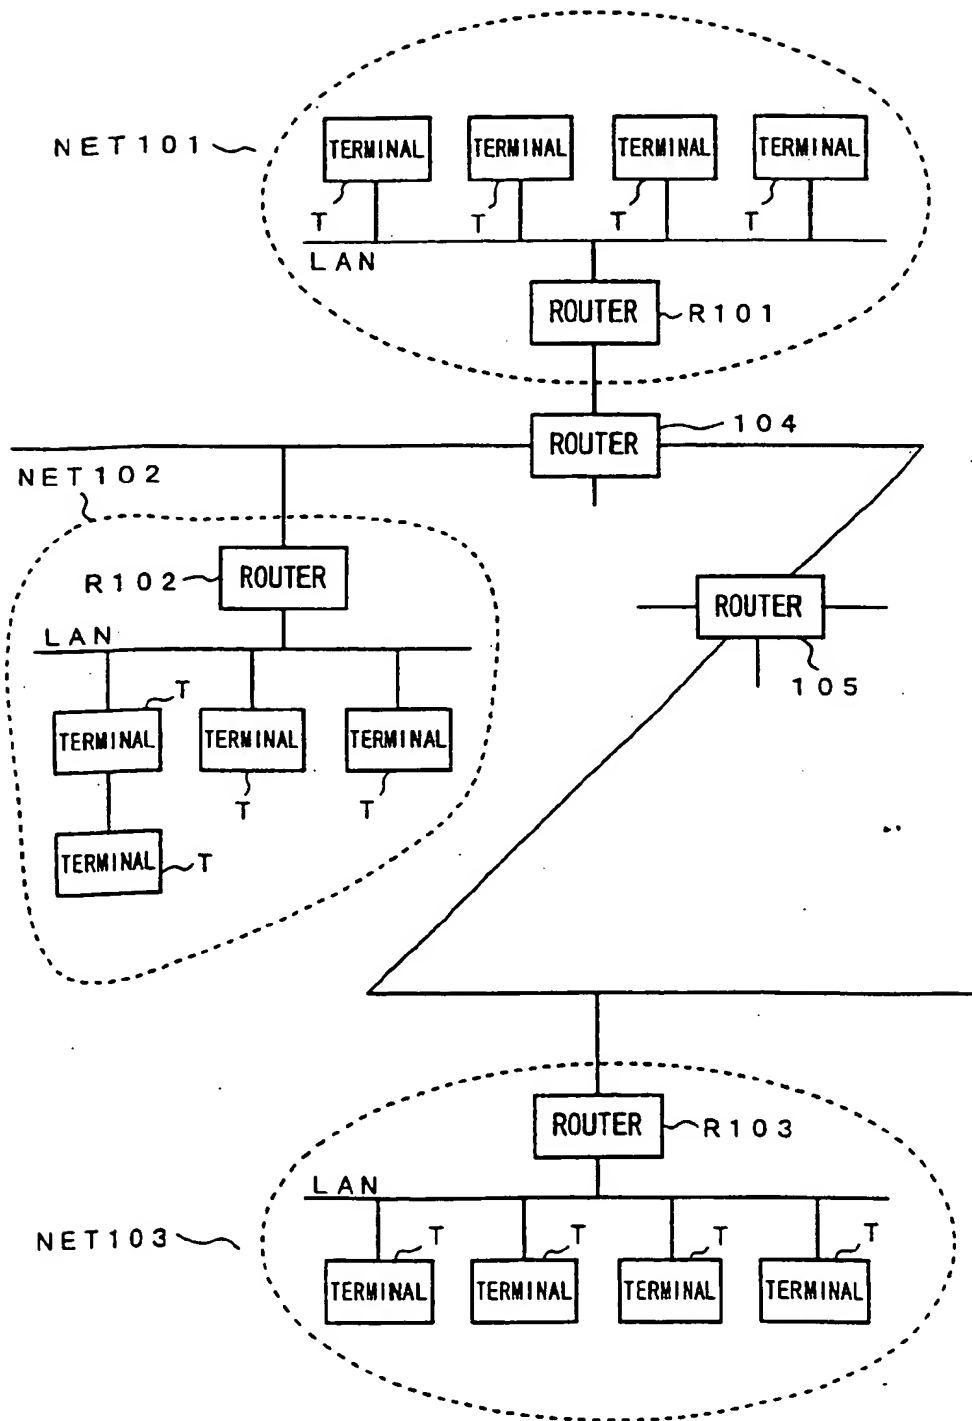 NET101
TERMINAL TERMINAL TERMINAL TERMINAL
T T T T
LAN
ROUTER R101
ROUTER 104
NET102
R102 ROUTER
ROUTER
105
LAN
T
TERMINAL TERMINAL TERMINAL
T T
TERMINAL T
ROUTER R103
LAN
NET103
T T T T
TERMINAL TERMINAL TERMINAL TERMINAL